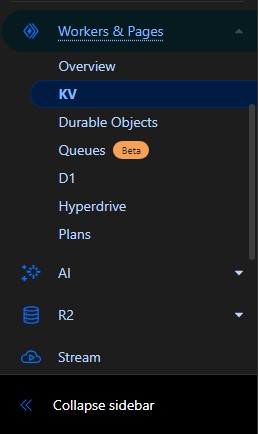 Workers & Pages
Overview
KV
Durable Objects
Queues Beta
D1
Hyperdrive
Plans
AI
R2
Stream
Collapse sidebar